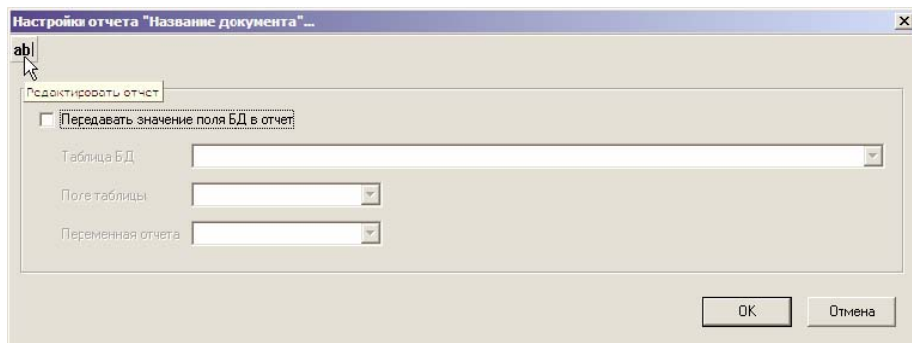 Настройки отчета "Название документа"...
ab|
Редактировать отчет
Передавать значение поля БД в отчет
Таблица БД
Поле таблицы
Переменная отчета
OK
Отмена